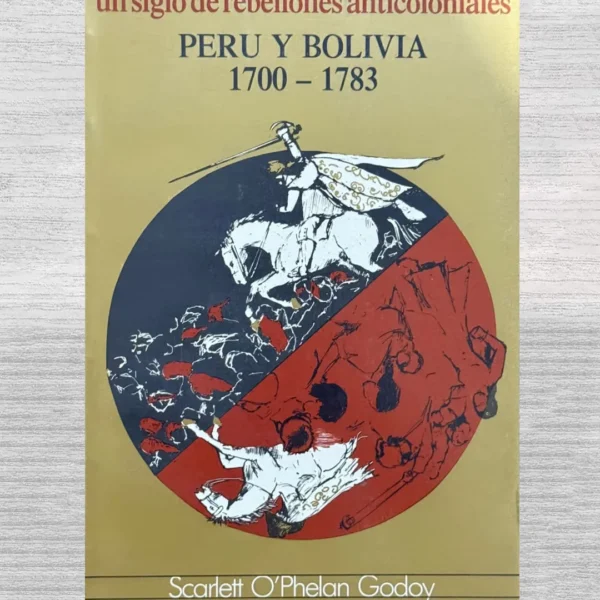 un siglo de rebeliones anticoloniales
PERU Y BOLIVIA
1700 – 1783
Scarlett O'Phelan Godoy